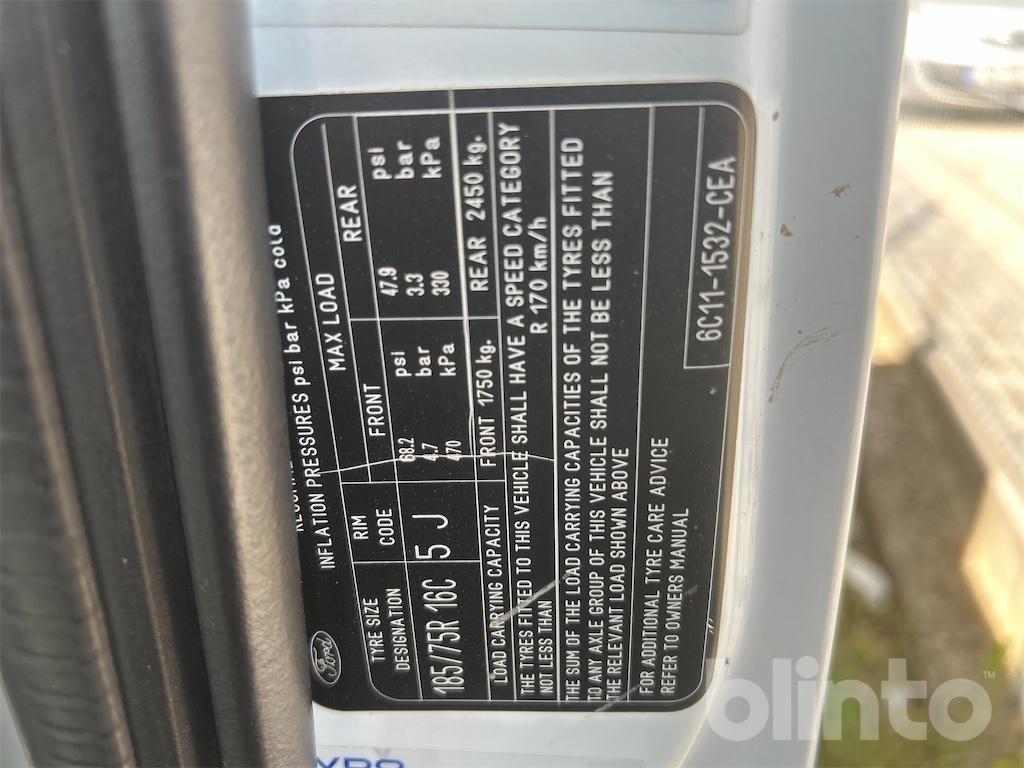 Ford
INFLATION PRESSURES psi bar kPa cold
MAX LOAD
TYRE SIZE DESIGNATION
RIM CODE
FRONT
REAR
185/75R 16C
5 J
68.2 psi
4.7 bar
470 kPa
47.9 psi
3.3 bar
330 kPa
LOAD CARRYING CAPACITY FRONT 1750 kg. REAR 2450 kg.
THE TYRES FITTED TO THIS VEHICLE SHALL HAVE A SPEED CATEGORY
NOT LESS THAN R 170 km/h
THE SUM OF THE LOAD CARRYING CAPACITIES OF THE TYRES FITTED
TO ANY AXLE GROUP OF THIS VEHICLE SHALL NOT BE LESS THAN
THE RELEVANT LOAD SHOWN ABOVE
FOR ADDITIONAL TYRE CARE ADVICE
REFER TO OWNERS MANUAL
6C11-1532-CEA
blinto™